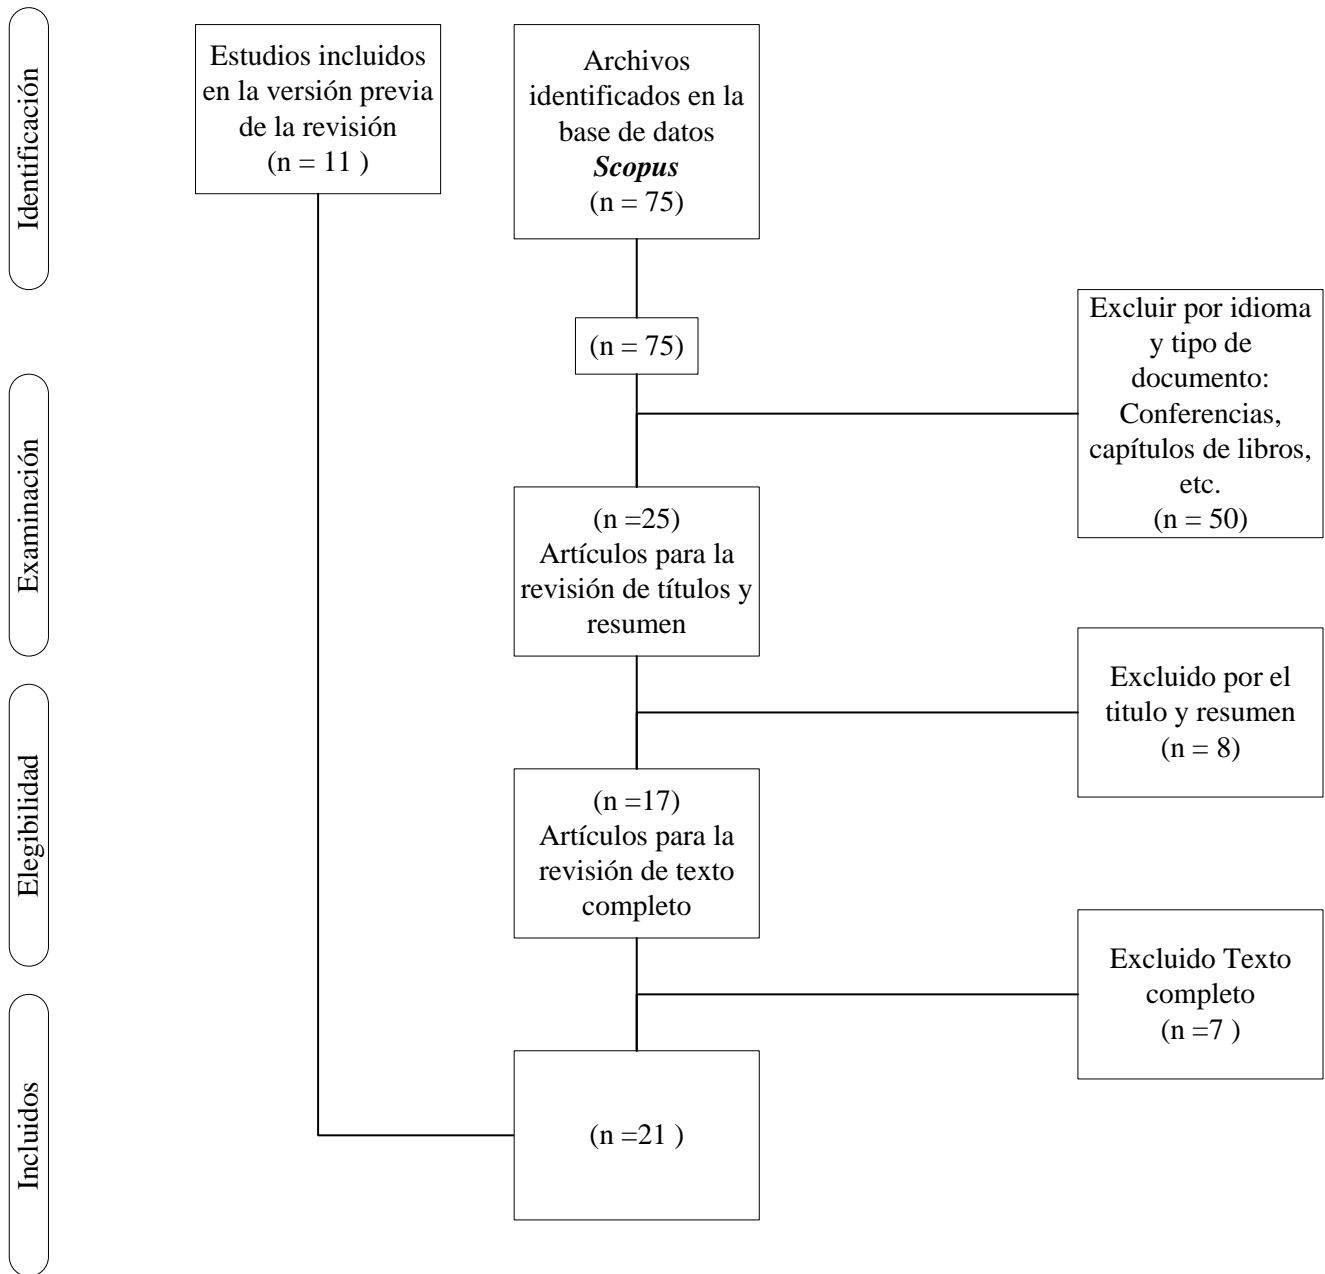 Identificación
Estudios incluidos
en la versión previa
de la revisión
(n = 11 )
Archivos
identificados en la
base de datos
Scopus
(n = 75)
(n = 75)
Excluir por idioma
y tipo de
documento:
Conferencias,
capítulos de libros,
etc.
(n = 50)
Examinación
(n =25)
Artículos para la
revisión de títulos y
resumen
Excluido por el
titulo y resumen
(n = 8)
Elegibilidad
(n =17)
Artículos para la
revisión de texto
completo
Excluido Texto
completo
(n =7 )
Incluidos
(n =21 )